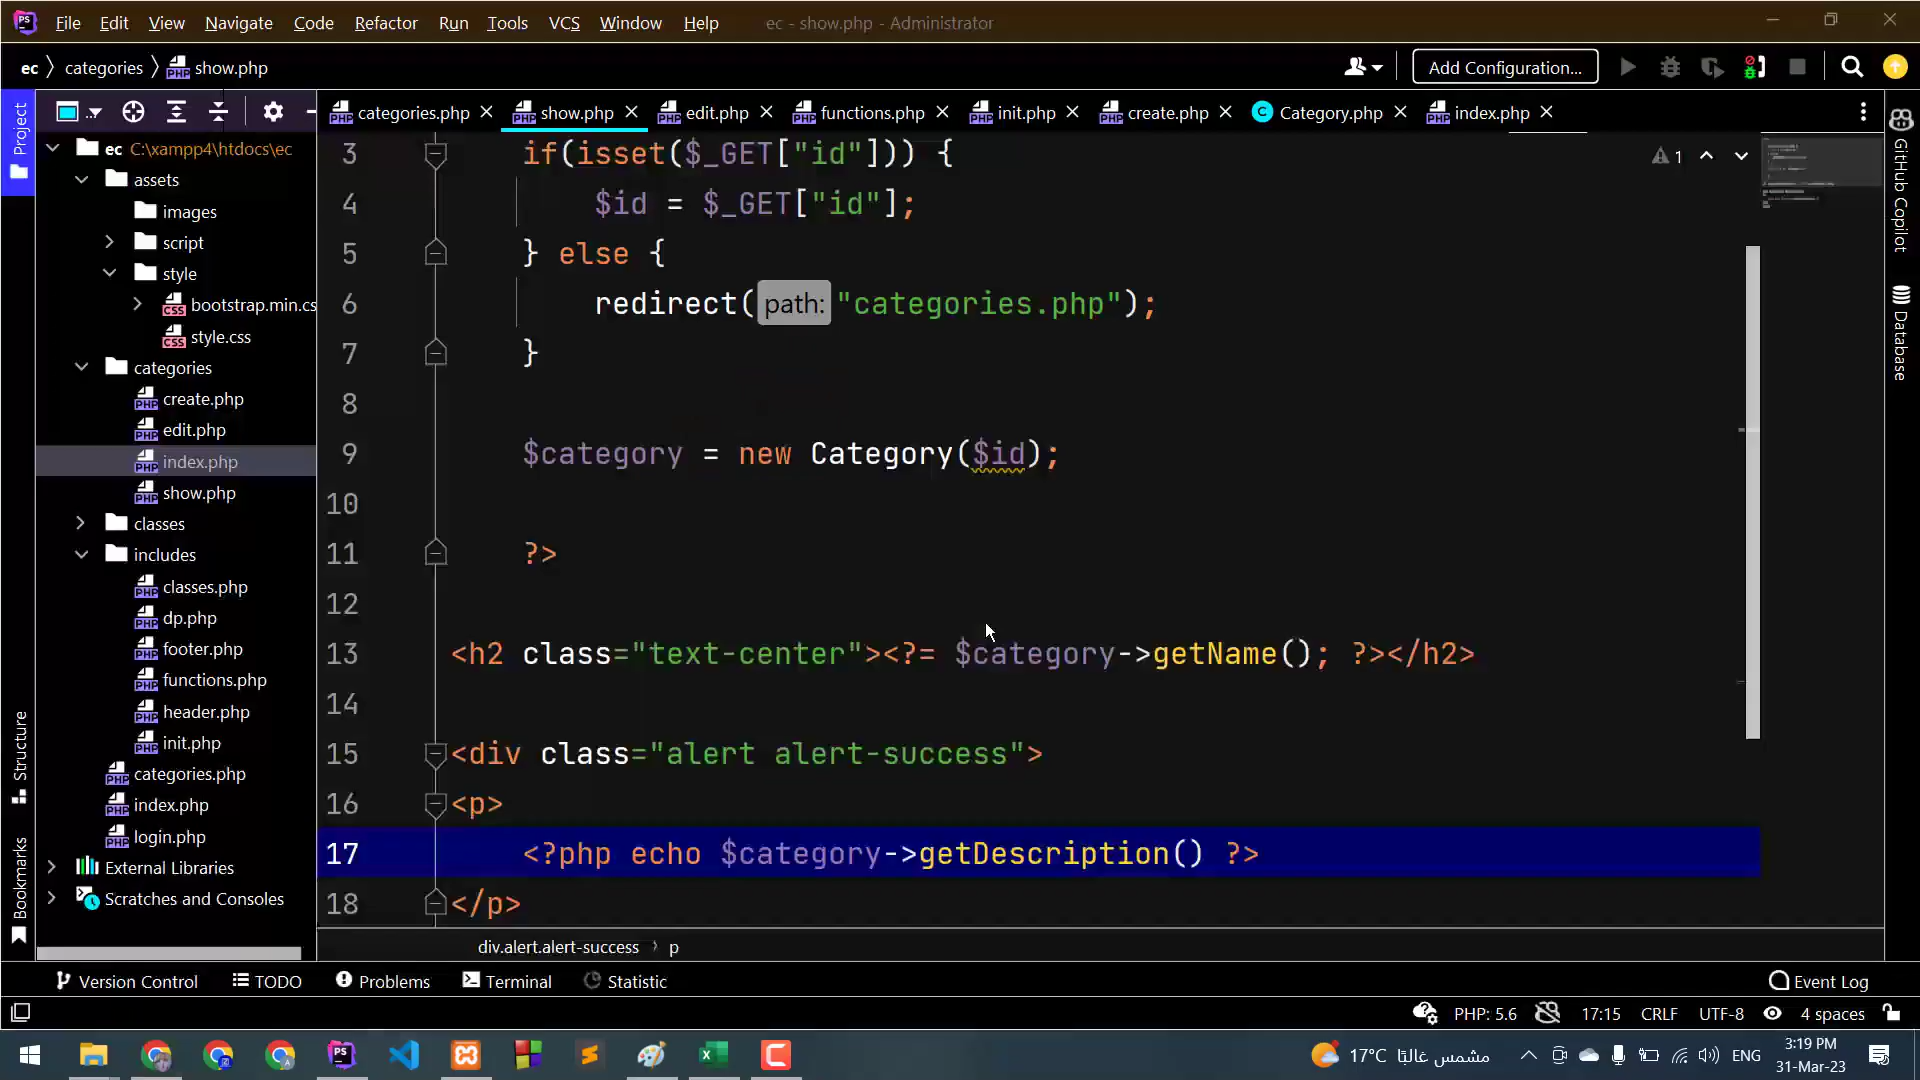 File Edit View Navigate Code Refactor Run Tools VCS Window Help ec - show.php - Administrator
ec categories show.php Add Configuration...
Project
categories.php show.php edit.php functions.php init.php create.php Category.php index.php
ec C:\xampp4\htdocs\ec
assets
images
script
style
bootstrap.min.cs
style.css
categories
create.php
edit.php
index.php
show.php
classes
includes
classes.php
dp.php
footer.php
functions.php
header.php
init.php
categories.php
index.php
login.php
External Libraries
Scratches and Consoles
Structure
Bookmarks
3 if(isset($_GET["id"])) {
4 $id = $_GET["id"];
5 } else {
6 redirect( path: "categories.php");
7 }
8
9 $category = new Category($id);
10
11 ?>
12
13 <h2 class="text-center"><?= $category->getName(); ?></h2>
14
15 <div class="alert alert-success">
16 <p>
17 <?php echo $category->getDescription() ?>
18 </p>
1
GitHub Copilot
Database
div.alert.alert-success p
Version Control TODO Problems Terminal Statistic Event Log
PHP: 5.6 17:15 CRLF UTF-8 4 spaces
17°C مشمس غالبًا ENG 3:19 PM
31-Mar-23